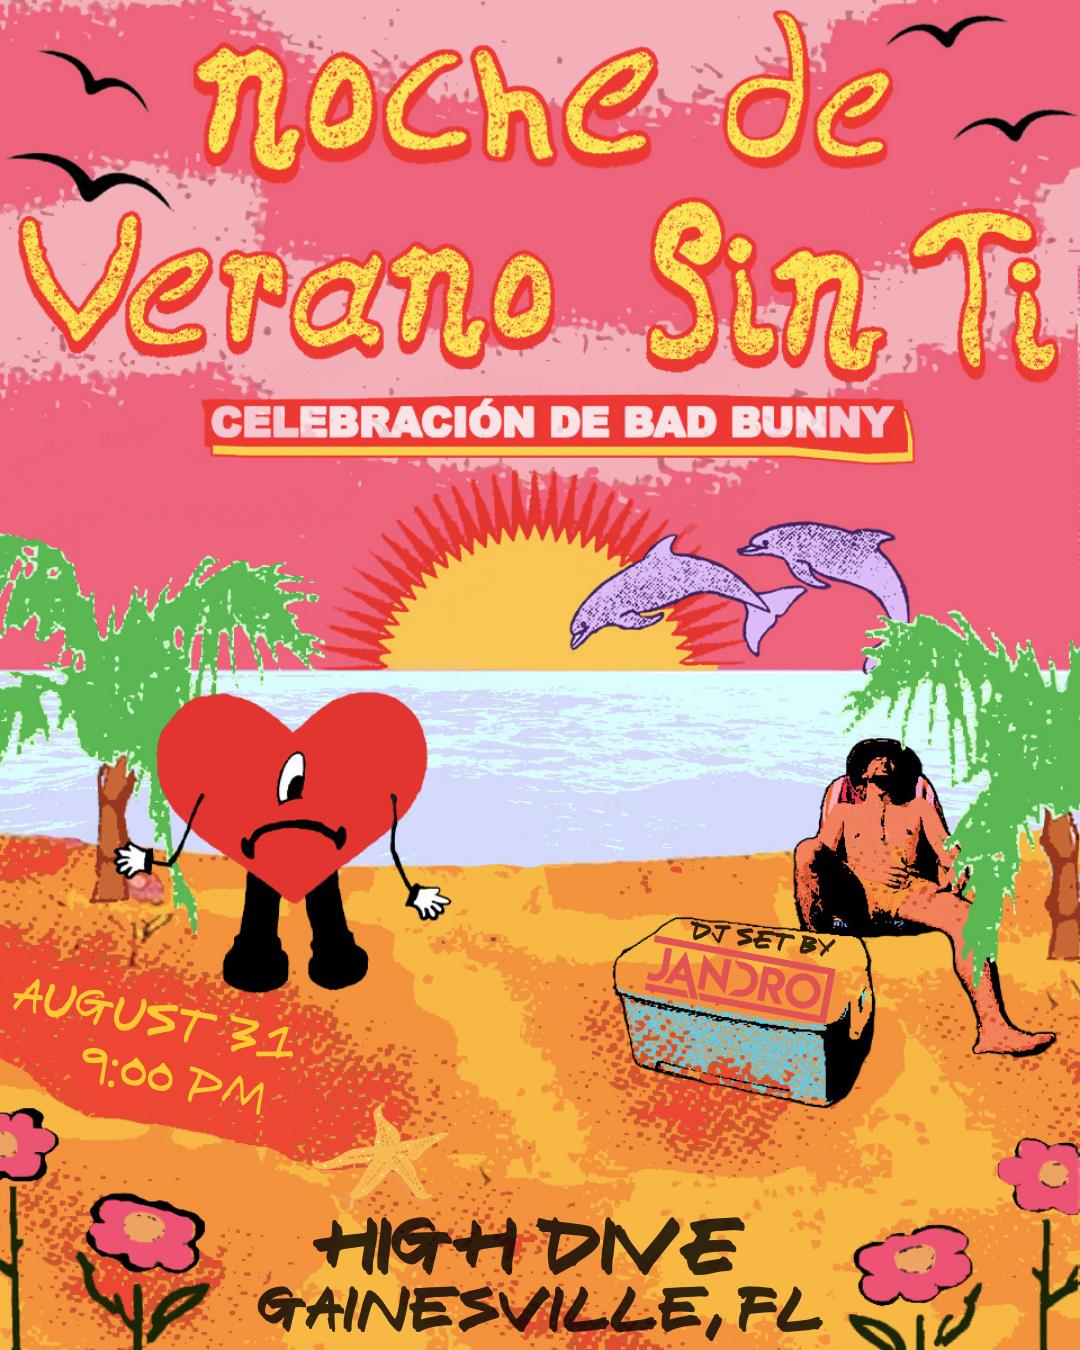 noche de
Verano Sin Ti
CELEBRACIÓN DE BAD BUNNY
DJ SET BY
JANDRO
AUGUST 31
9:00 PM
HIGH DIVE
GAINESVILLE, FL